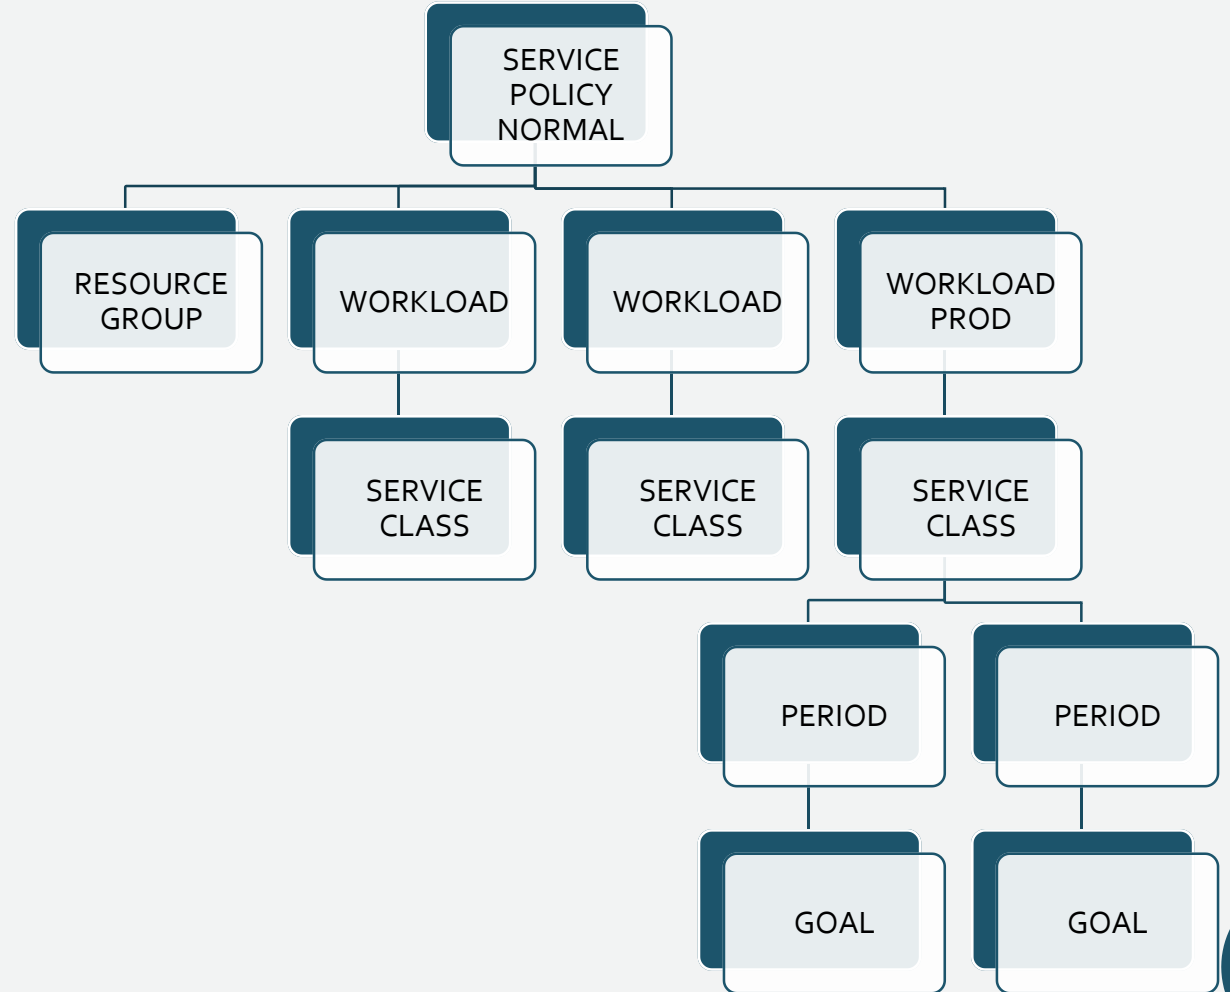 SERVICE
POLICY
NORMAL
RESOURCE
GROUP
WORKLOAD
WORKLOAD
WORKLOAD
PROD
SERVICE
CLASS
SERVICE
CLASS
SERVICE
CLASS
PERIOD
PERIOD
GOAL
GOAL